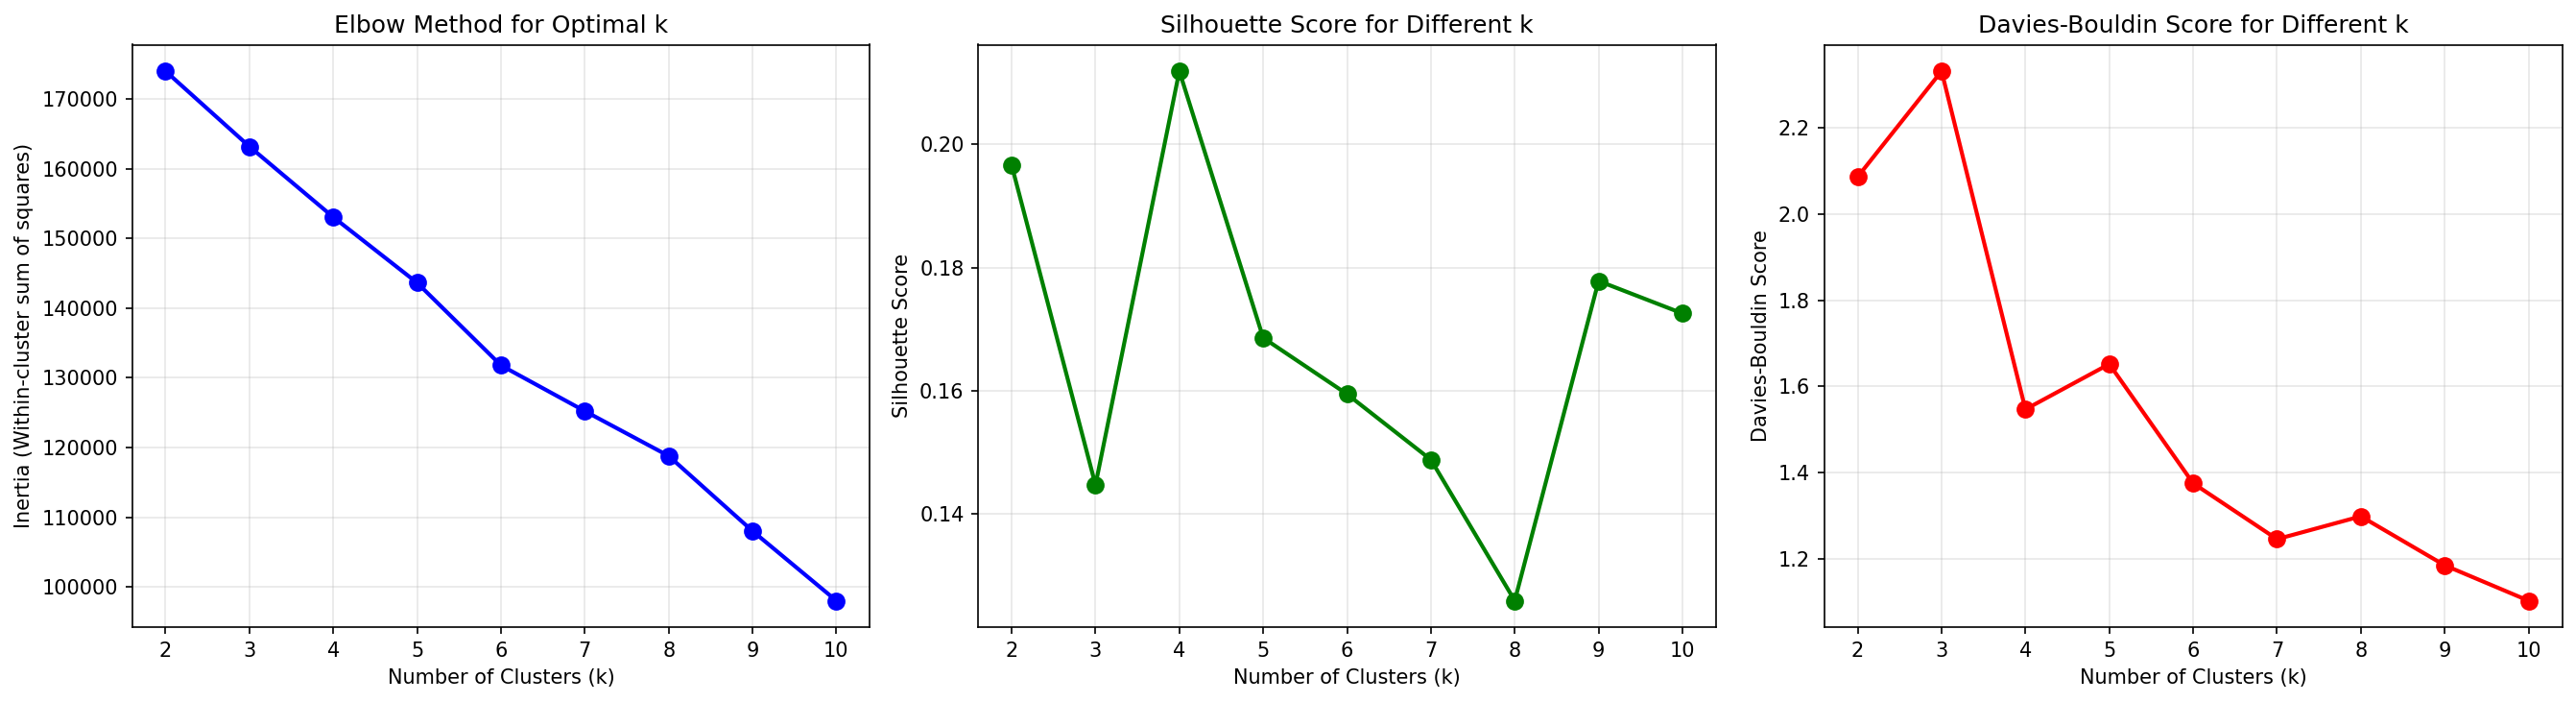 Elbow Method for Optimal k
Inertia (Within-cluster sum of squares)
170000
160000
150000
140000
130000
120000
110000
100000
2 3 4 5 6 7 8 9 10
Number of Clusters (k)
Silhouette Score for Different k
Silhouette Score
0.20
0.18
0.16
0.14
2 3 4 5 6 7 8 9 10
Number of Clusters (k)
Davies-Bouldin Score for Different k
Davies-Bouldin Score
2.2
2.0
1.8
1.6
1.4
1.2
2 3 4 5 6 7 8 9 10
Number of Clusters (k)